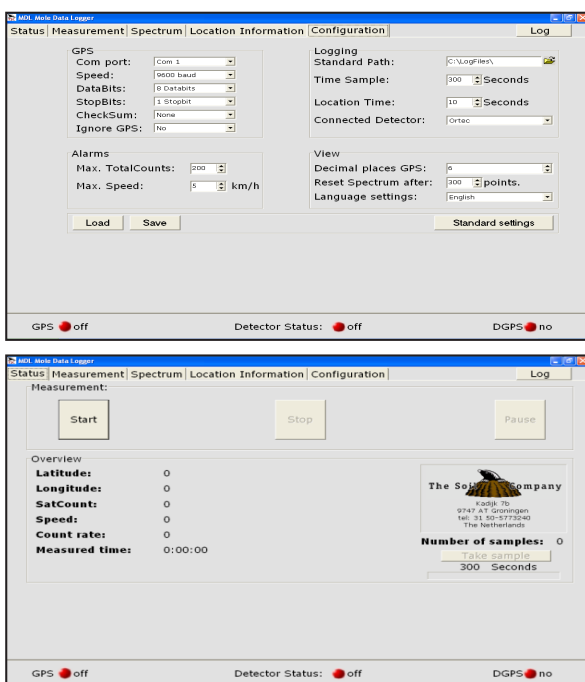 MDL Mole Data Logger
Status Measurement Spectrum Location Information Configuration Log
GPS
Com port: Com 1
Speed: 9600 baud
DataBits: 8 Databits
StopBits: 1 Stopbit
CheckSum: None
Ignore GPS: No
Logging
Standard Path: C:\LogFiles\
Time Sample: 300 Seconds
Location Time: 10 Seconds
Connected Detector: Ortec
Alarms
Max. TotalCounts: 200
Max. Speed: 5 km/h
View
Decimal places GPS: 6
Reset Spectrum after: 300 points.
Language settings: English
Load Save Standard settings
GPS off Detector Status: off DGPS no
MDL Mole Data Logger
Status Measurement Spectrum Location Information Configuration Log
Measurement:
Start Stop Pause
Overview
Latitude: 0
Longitude: 0
SatCount: 0
Speed: 0
Count rate: 0
Measured time: 0:00:00
The Soil Company
Kadijk 7b
9747 AT Groningen
tel: 31 50-5773240
The Netherlands
Number of samples: 0
Take sample
300 Seconds
GPS off Detector Status: off DGPS no